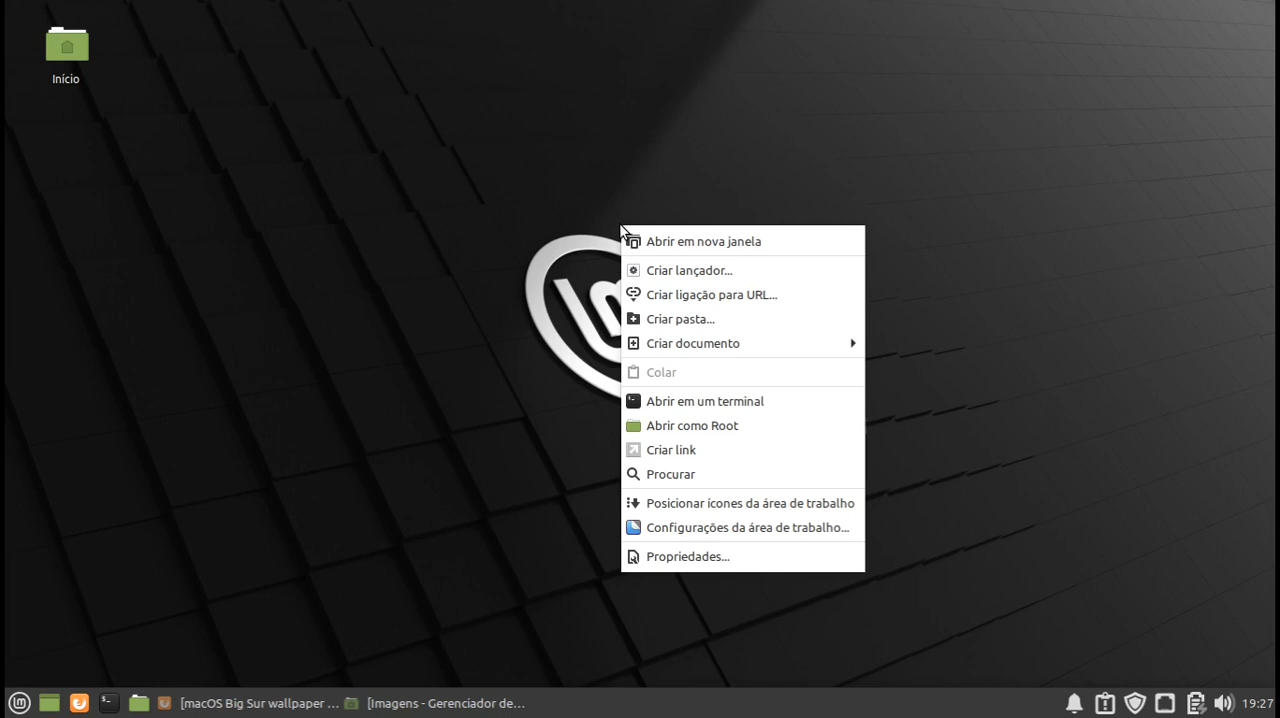 Início
Abrir em nova janela
Criar lançador...
Criar ligação para URL...
Criar pasta...
Criar documento
Colar
Abrir em um terminal
Abrir como Root
Criar link
Procurar
Posicionar ícones da área de trabalho
Configurações da área de trabalho...
Propriedades...
[macOS Big Sur wallpaper ...
[Imagens - Gerenciador de...
19:27